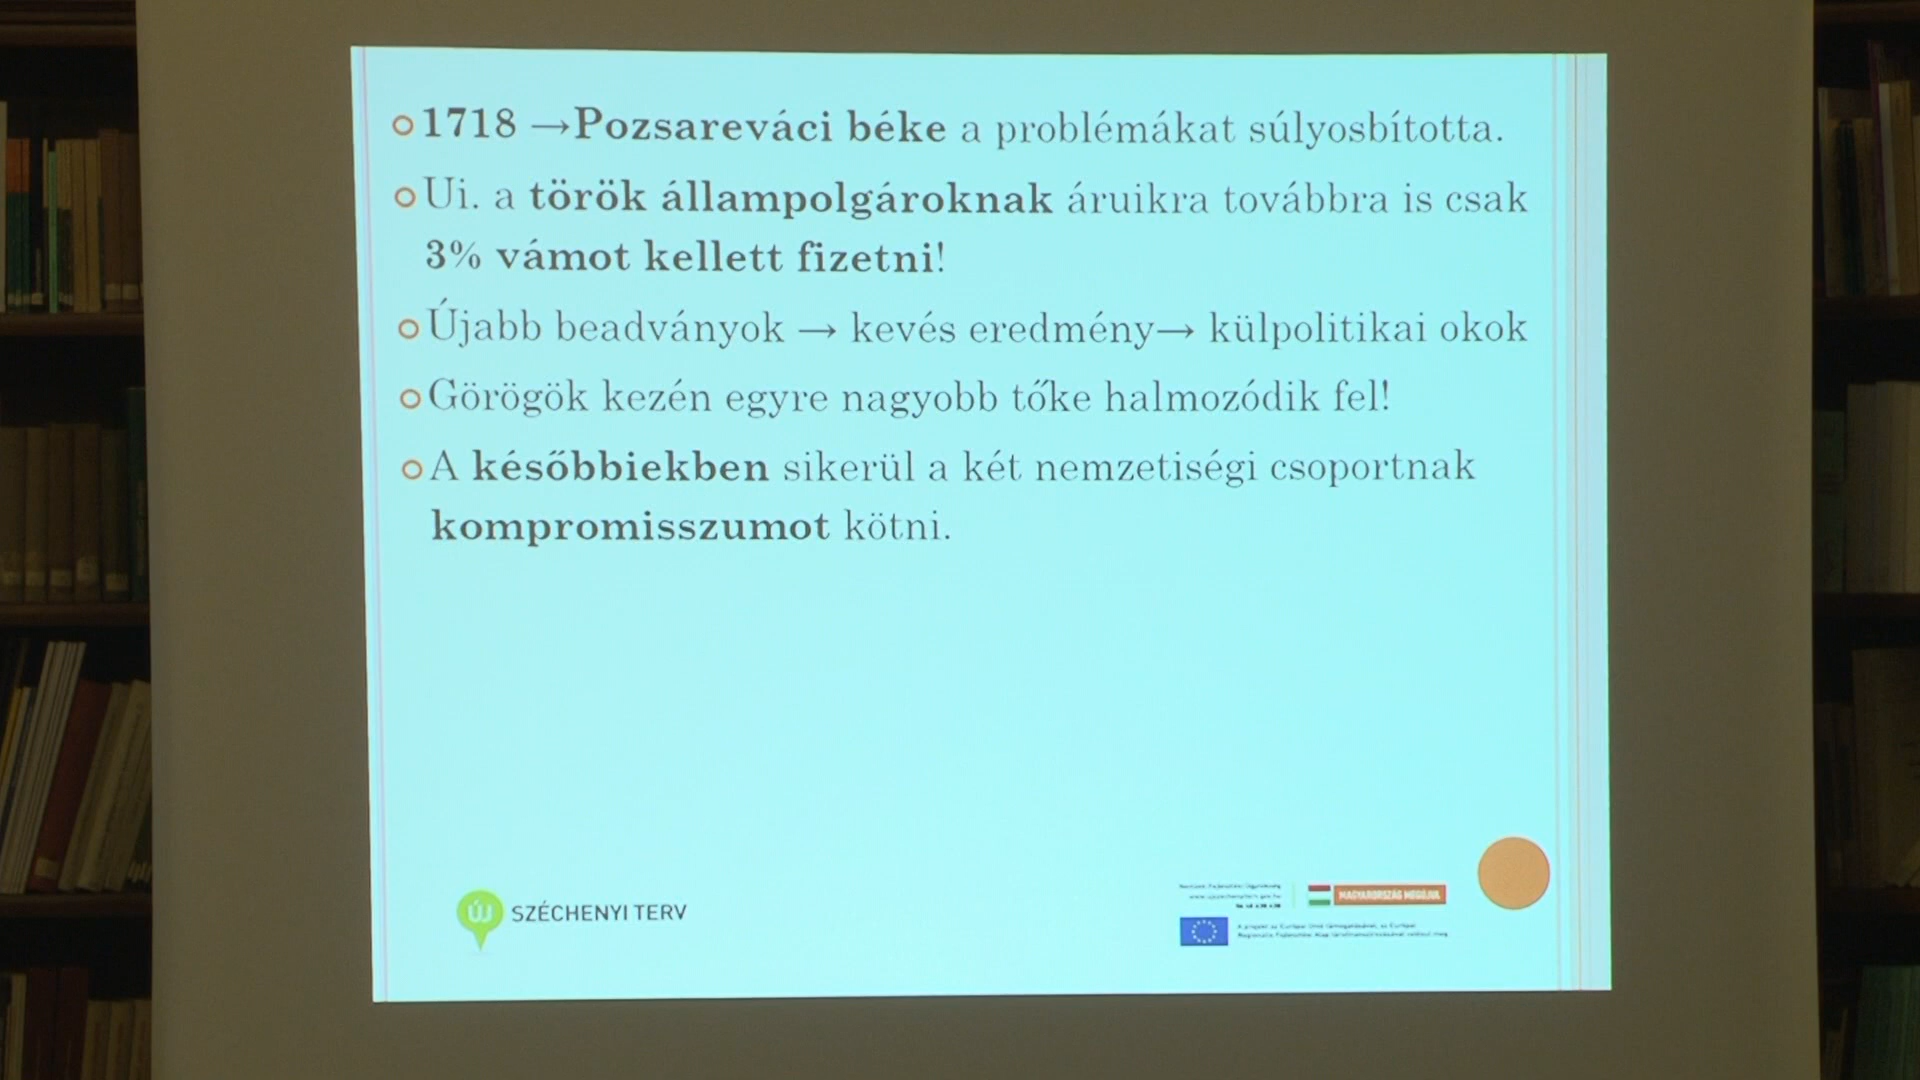 1718 →Pozsareváci béke a problémákat súlyosbította.
Ui. a török állampolgároknak áruikra továbbra is csak
3% vámot kellett fizetni!
Újabb beadványok → kevés eredmény→ külpolitikai okok
Görögök kezén egyre nagyobb tőke halmozódik fel!
A későbbiekben sikerül a két nemzetiségi csoportnak
kompromisszumot kötni.
ÚJ SZÉCHENYI TERV
MAGYARORSZÁG MEGÚJUL